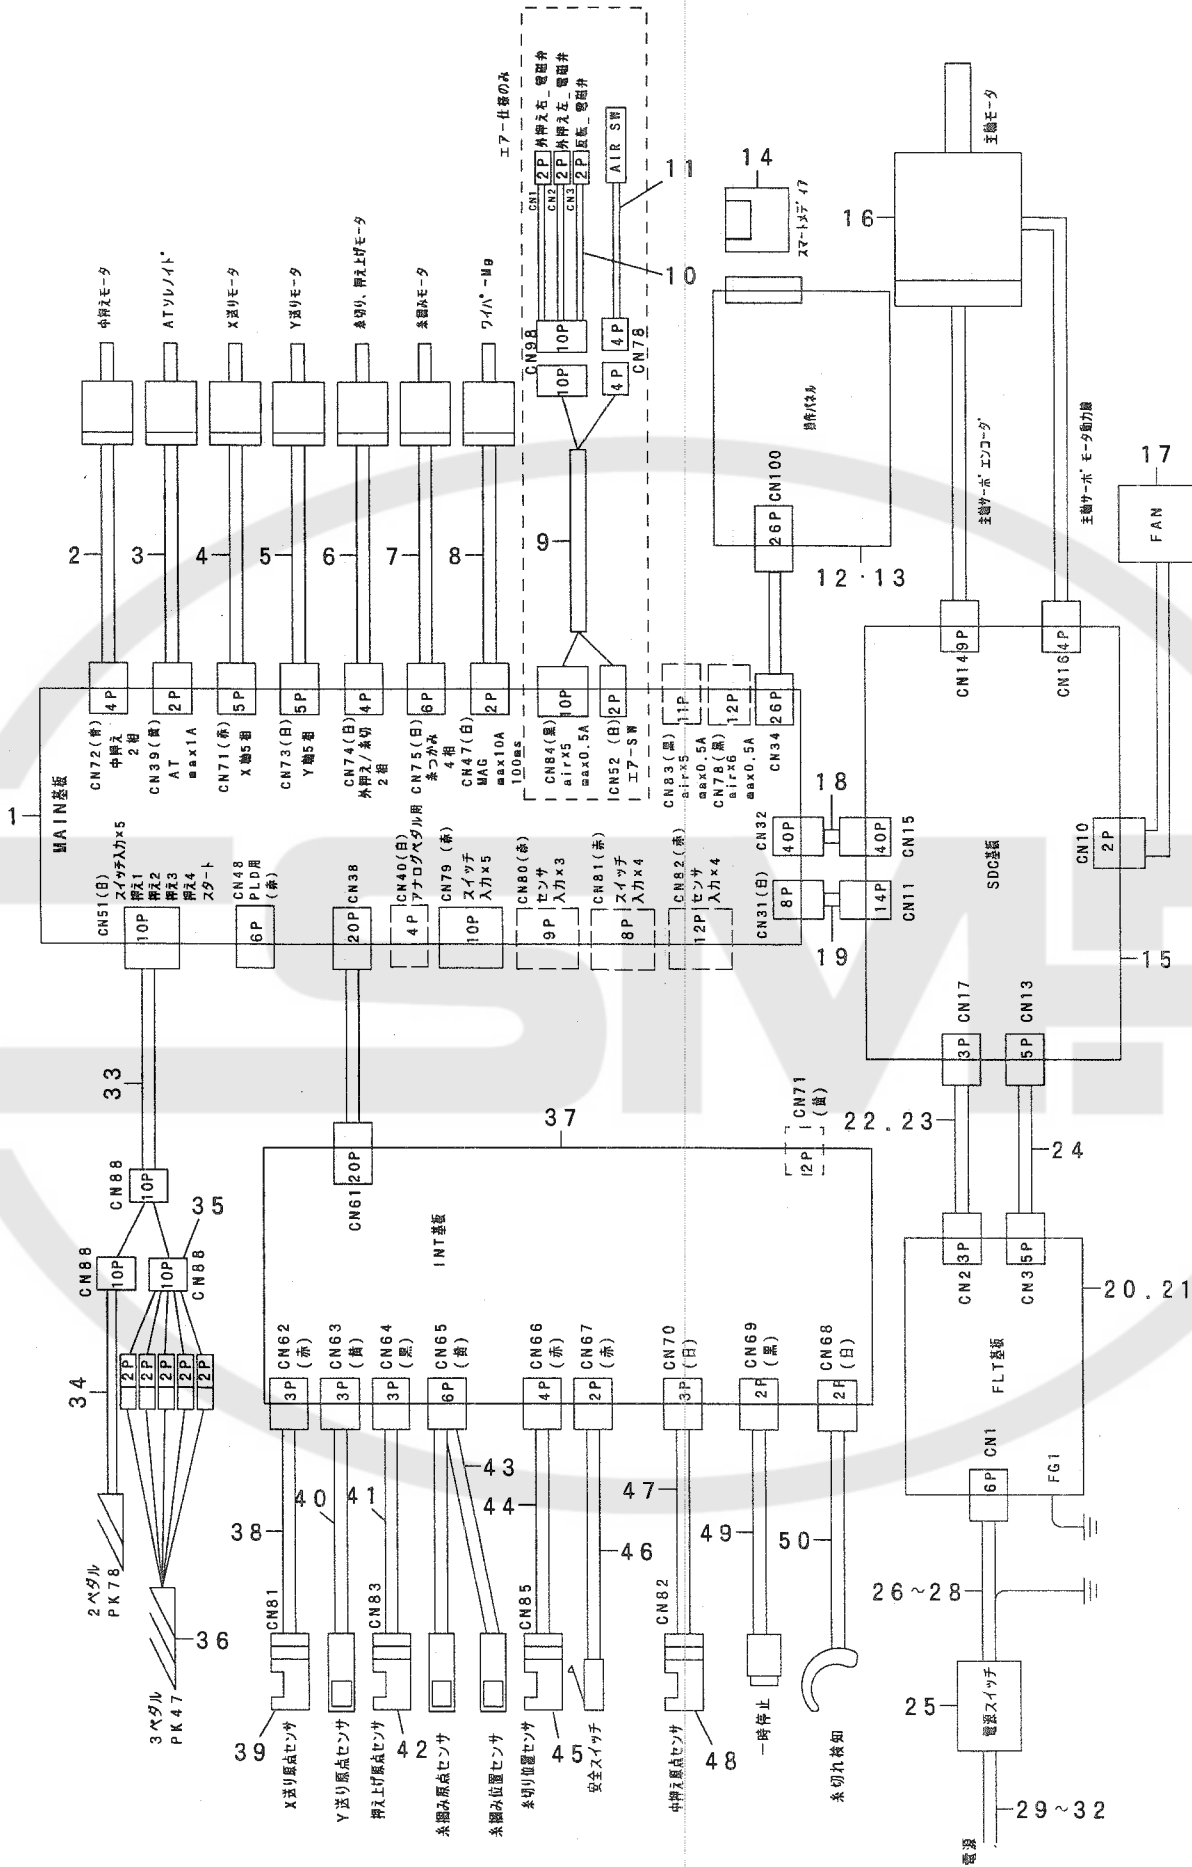 エアー仕様のみ
中押えモータ
ATソレノイド
X送りモータ
Y送りモータ
糸切り、押え上げモータ
糸掴みモータ
ワイパーMg
CN1
2P
外押え右_電磁弁
CN2
2P
外押え左_電磁弁
CN3
2P
反転_電磁弁
AIR SW
11
10
CN98
10P
10P
4P
4P
CN78
14
スマートメディア
16
主軸モータ
操作パネル
CN100
26P
12・13
主軸サーボエンコーダ
主軸サーボモータ動力線
17
FAN
2
3
4
5
6
7
8
9
1
MAIN基板
4P
CN72(青)
中押え
2相
2P
CN39(黄)
AT
max1A
5P
CN71(赤)
X軸5相
5P
CN73(白)
Y軸5相
4P
CN74(白)
外押え/糸切
2相
6P
CN75(白)
糸つかみ
4相
2P
CN47(白)
MAG
max10A
100ms
10P
CN84(黒)
airx5
max0.5A
2P
CN52 (白)
エアーSW
11P
CN83(黒)
airx5
max0.5A
12P
CN78(黒)
airx6
max0.5A
26P
CN34
CN51(白)
スイッチ入力x5
押え1
押え2
押え3
押え4
スタート
10P
CN48
PLD用
(赤)
6P
CN38
20P
CN40(白)
アナログペダル用
4P
CN79 (赤)
スイッチ
入力x5
10P
CN80(赤)
センサ
入力x3
9P
CN81(赤)
スイッチ
入力x4
8P
CN82(赤)
センサ
入力x4
12P
CN32
40P
18
40P
CN15
CN31(白)
8P
19
14P
CN11
CN14
9P
CN16
4P
CN10
2P
SDC基板
15
CN17
3P
CN13
5P
22.23
24
CN2
3P
CN3
5P
20.21
FLT基板
CN1
6P
FG1
26~28
25
電源スイッチ
29~32
電源
33
CN88
10P
35
CN88
10P
10P
CN88
34
2P
2P
2P
2P
2P
2ペダル
PK78
36
3ペダル
PK47
37
CN61
20P
CN71
(黄)
2P
INT基板
CN62
(赤)
3P
CN63
(黄)
3P
CN64
(黒)
3P
CN65
(黄)
6P
CN66
(赤)
4P
CN67
(赤)
2P
CN70
(白)
3P
CN69
(黒)
2P
CN68
(白)
2P
38
40
41
43
44
46
47
49
50
CN81
CN83
CN85
CN82
39
42
45
48
X送り原点センサ
Y送り原点センサ
押え上げ原点センサ
糸掴み原点センサ
糸掴み位置センサ
糸切り位置センサ
安全スイッチ
中押え原点センサ
一時停止
糸切れ検知
SMF